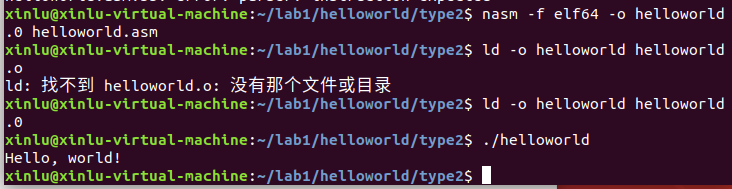 xinlu@xinlu-virtual-machine:~/lab1/helloworld/type2$ nasm -f elf64 -o helloworld
.0 helloworld.asm
xinlu@xinlu-virtual-machine:~/lab1/helloworld/type2$ ld -o helloworld helloworld
.o
ld: 找不到 helloworld.o: 没有那个文件或目录
xinlu@xinlu-virtual-machine:~/lab1/helloworld/type2$ ld -o helloworld helloworld
.0
xinlu@xinlu-virtual-machine:~/lab1/helloworld/type2$ ./helloworld
Hello, world!
xinlu@xinlu-virtual-machine:~/lab1/helloworld/type2$